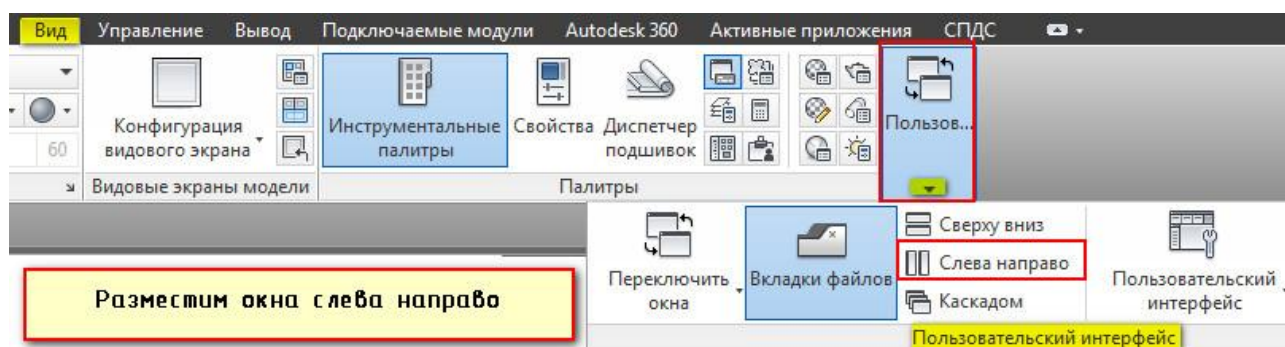 Вид Управление Вывод Подключаемые модули Autodesk 360 Активные приложения СПДС
60
Конфигурация
видового экрана
Инструментальные
палитры
Свойства
Диспетчер
подшивок
Пользов...
Видовые экраны модели
Палитры
Переключить
окна
Вкладки файлов
Сверху вниз
Слева направо
Каскадом
Пользовательский
интерфейс
Пользовательский интерфейс
Разместим окна слева направо